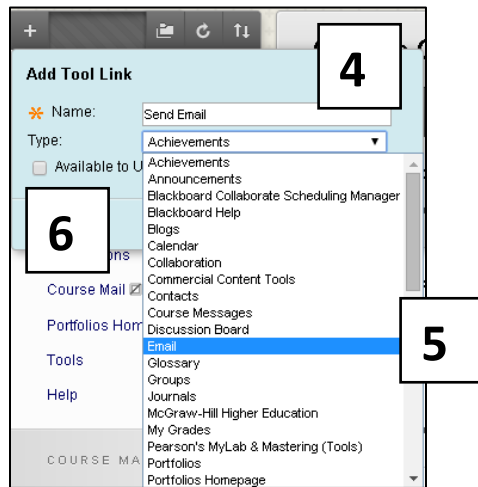 +
4
Add Tool Link
Name: Send Email
Type: Achievements
Available to U
Achievements
Announcements
Blackboard Collaborate Scheduling Manager
Blackboard Help
Blogs
Calendar
Collaboration
Commercial Content Tools
Contacts
Course Messages
Discussion Board
Email
Glossary
Groups
Journals
McGraw-Hill Higher Education
My Grades
Pearson's MyLab & Mastering (Tools)
Portfolios
Portfolios Homepage
5
6
ons
Course Mail
Portfolios Hom
Tools
Help
COURSE MA